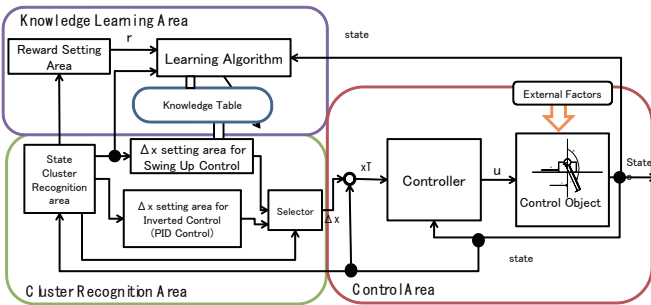 Knowledge Learning Area
Reward Setting
Area
r
Learning Algorithm
state
Knowledge Table
External Factors
State
Cluster
Recognition
area
Δx setting area for
Swing Up Control
Δx setting area for
Inverted Control
(PID Control)
Selector
Δx
xT
Controller
u
Control Object
State
state
Cluster Recognition Area
Control Area